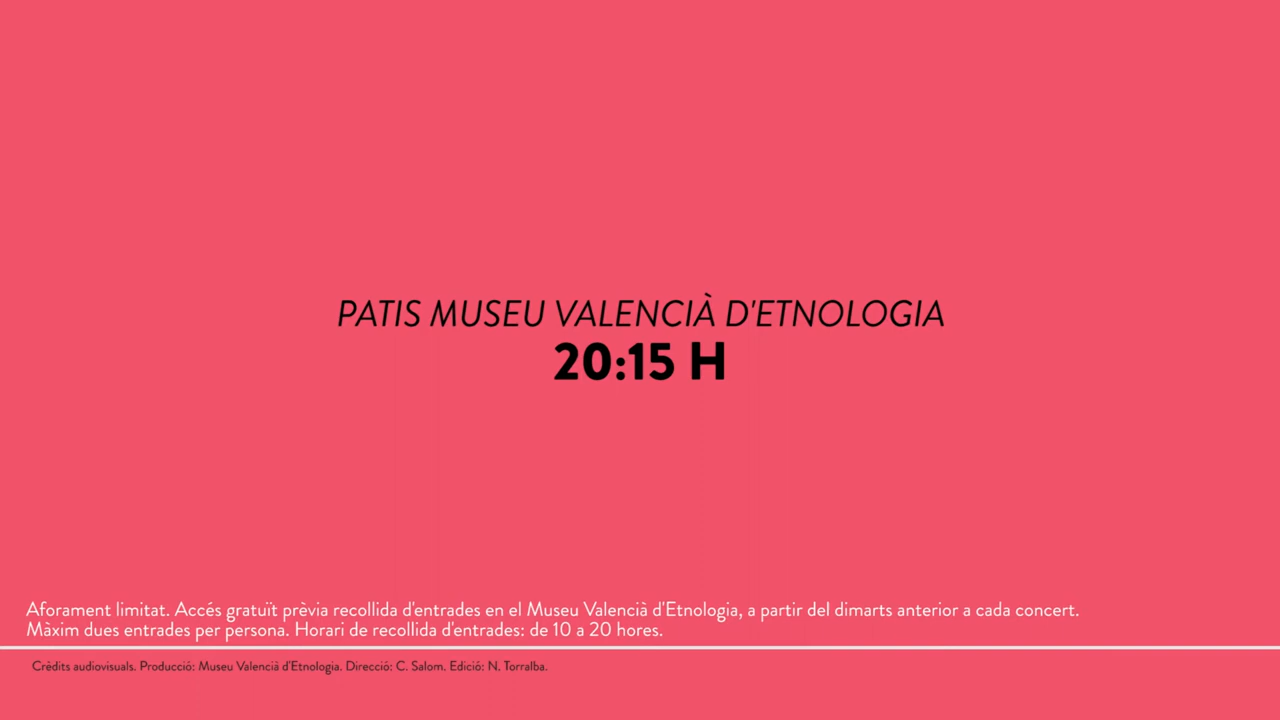 PATIS MUSEU VALENCIÀ D'ETNOLOGIA
20:15 H
Aforament limitat. Accés gratuït prèvia recollida d'entrades en el Museu Valencià d'Etnologia, a partir del dimarts anterior a cada concert.
Màxim dues entrades per persona. Horari de recollida d'entrades: de 10 a 20 hores.
Crèdits audiovisuals. Producció: Museu Valencià d'Etnologia. Direcció: C. Salom. Edició: N. Torralba.